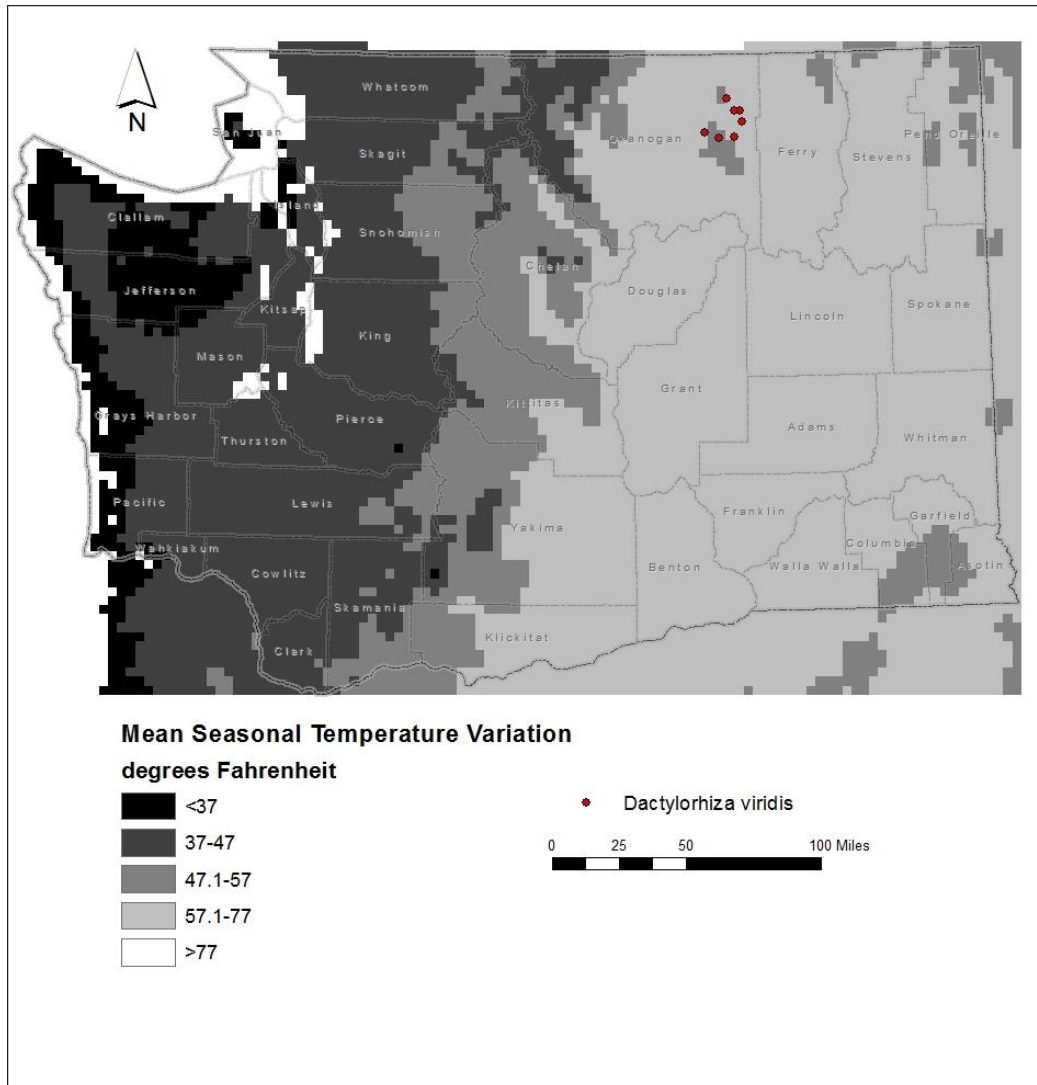 N
Whatcom
San Juan
Okanogan
Pend Oreille
Skagit
Ferry
Stevens
Island
Clallam
Snohomish
Chelan
Jefferson
Douglas
Spokane
Kitsap
Lincoln
King
Mason
Grant
Kittitas
Grays Harbor
Pierce
Adams
Thurston
Whitman
Pacific
Lewis
Franklin
Garfield
Yakima
Columbia
Wahkiakum
Cowlitz
Benton
Walla Walla
Asotin
Skamania
Klickitat
Clark
Mean Seasonal Temperature Variation
degrees Fahrenheit
<37
37-47
47.1-57
57.1-77
>77
Dactylorhiza viridis
0 25 50 100 Miles